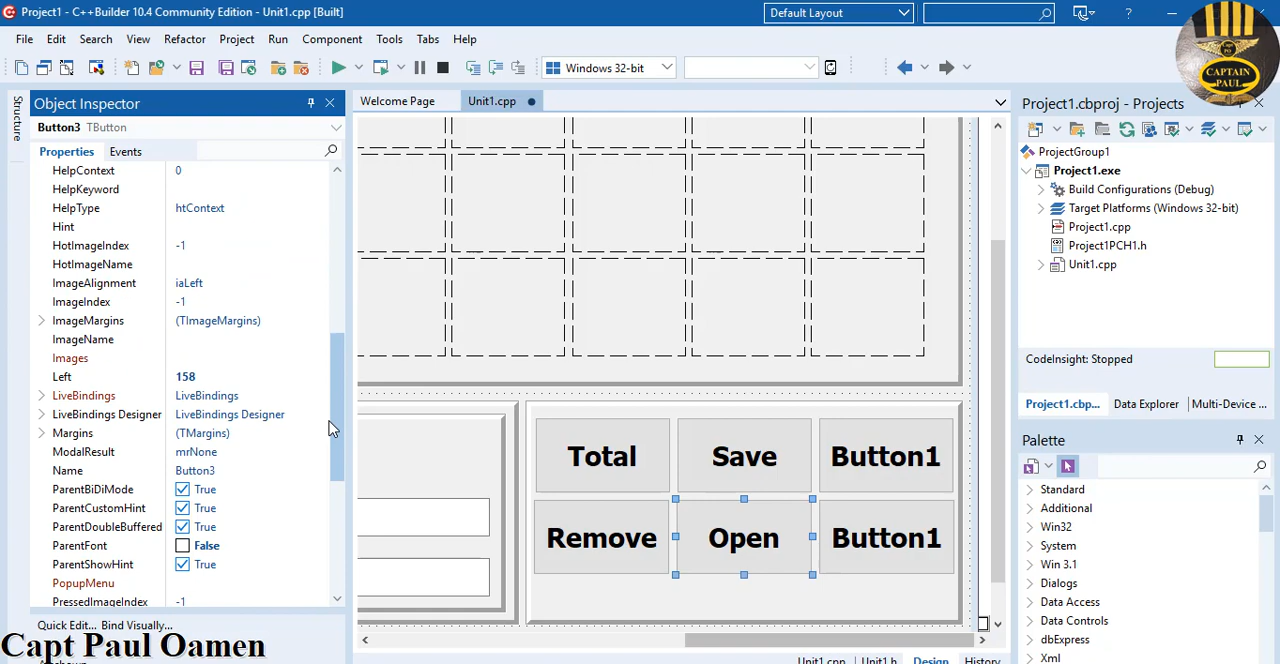 Project1 - C++Builder 10.4 Community Edition - Unit1.cpp [Built]
Default Layout
?
File Edit Search View Refactor Project Run Component Tools Tabs Help
Windows 32-bit
CAPTAIN
PAUL
Structure
Object Inspector
Button3 TButton
Properties Events
HelpContext 0
HelpKeyword
HelpType htContext
Hint
HotImageIndex -1
HotImageName
ImageAlignment iaLeft
ImageIndex -1
ImageMargins (TImageMargins)
ImageName
Images
Left 158
LiveBindings LiveBindings
LiveBindings Designer LiveBindings Designer
Margins (TMargins)
ModalResult mrNone
Name Button3
ParentBiDiMode True
ParentCustomHint True
ParentDoubleBuffered True
ParentFont False
ParentShowHint True
PopupMenu
PressedImageIndex -1
Quick Edit... Bind Visually...
Capt Paul Oamen
Welcome Page Unit1.cpp
Total Save Button1
Remove Open Button1
Unit1.cpp Unit1.h Design History
Project1.cbproj - Projects
ProjectGroup1
Project1.exe
Build Configurations (Debug)
Target Platforms (Windows 32-bit)
Project1.cpp
Project1PCH1.h
Unit1.cpp
CodeInsight: Stopped
Project1.cbp... Data Explorer Multi-Device ...
Palette
Standard
Additional
Win32
System
Win 3.1
Dialogs
Data Access
Data Controls
dbExpress
Xml